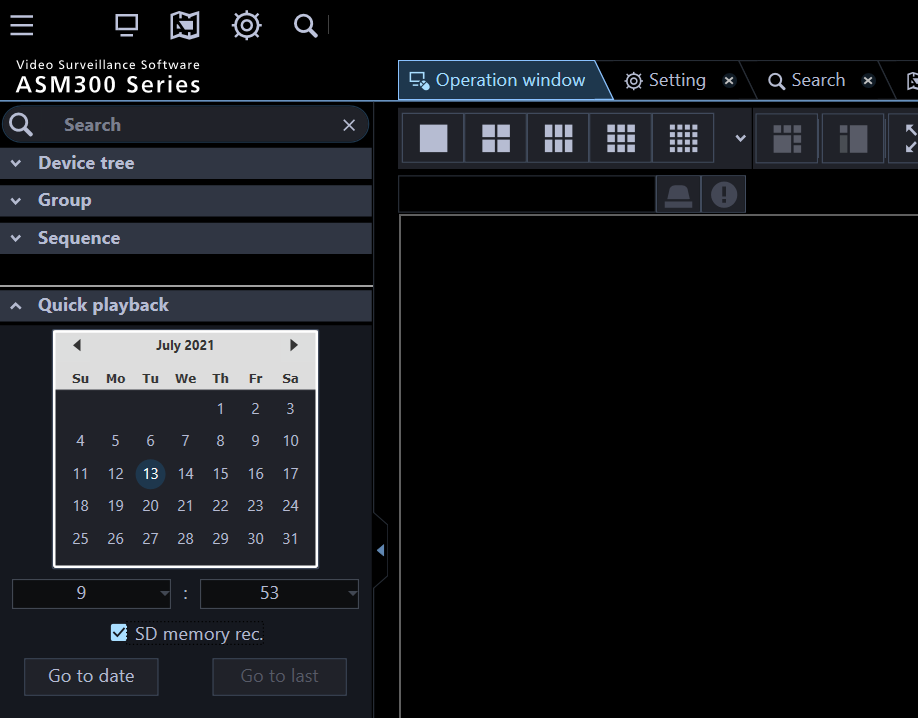 Video Surveillance Software
ASM300 Series
Operation window
Setting
Search
Search
Device tree
Group
Sequence
Quick playback
July 2021
Su Mo Tu We Th Fr Sa
1 2 3
4 5 6 7 8 9 10
11 12 13 14 15 16 17
18 19 20 21 22 23 24
25 26 27 28 29 30 31
9 : 53
SD memory rec.
Go to date
Go to last